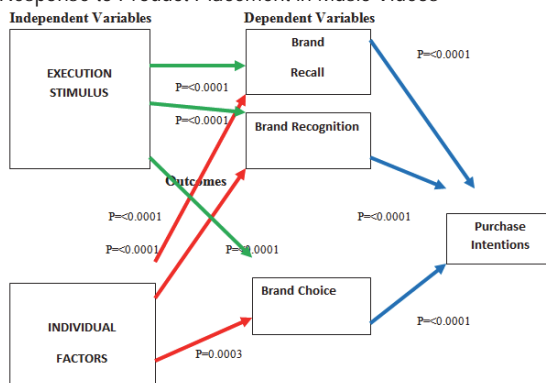 Response to Product Placement in Music Videos
Independent Variables
Dependent Variables
Brand
Recall
P=<0.0001
EXECUTION
STIMULUS
P=<0.0001
P=<0.0001
Brand Recognition
Outcomes
P=<0.0001
P=<0.0001
P=<0.0001
P=<0.0001
Purchase
Intentions
Brand Choice
P=<0.0001
INDIVIDUAL
FACTORS
P=0.0003